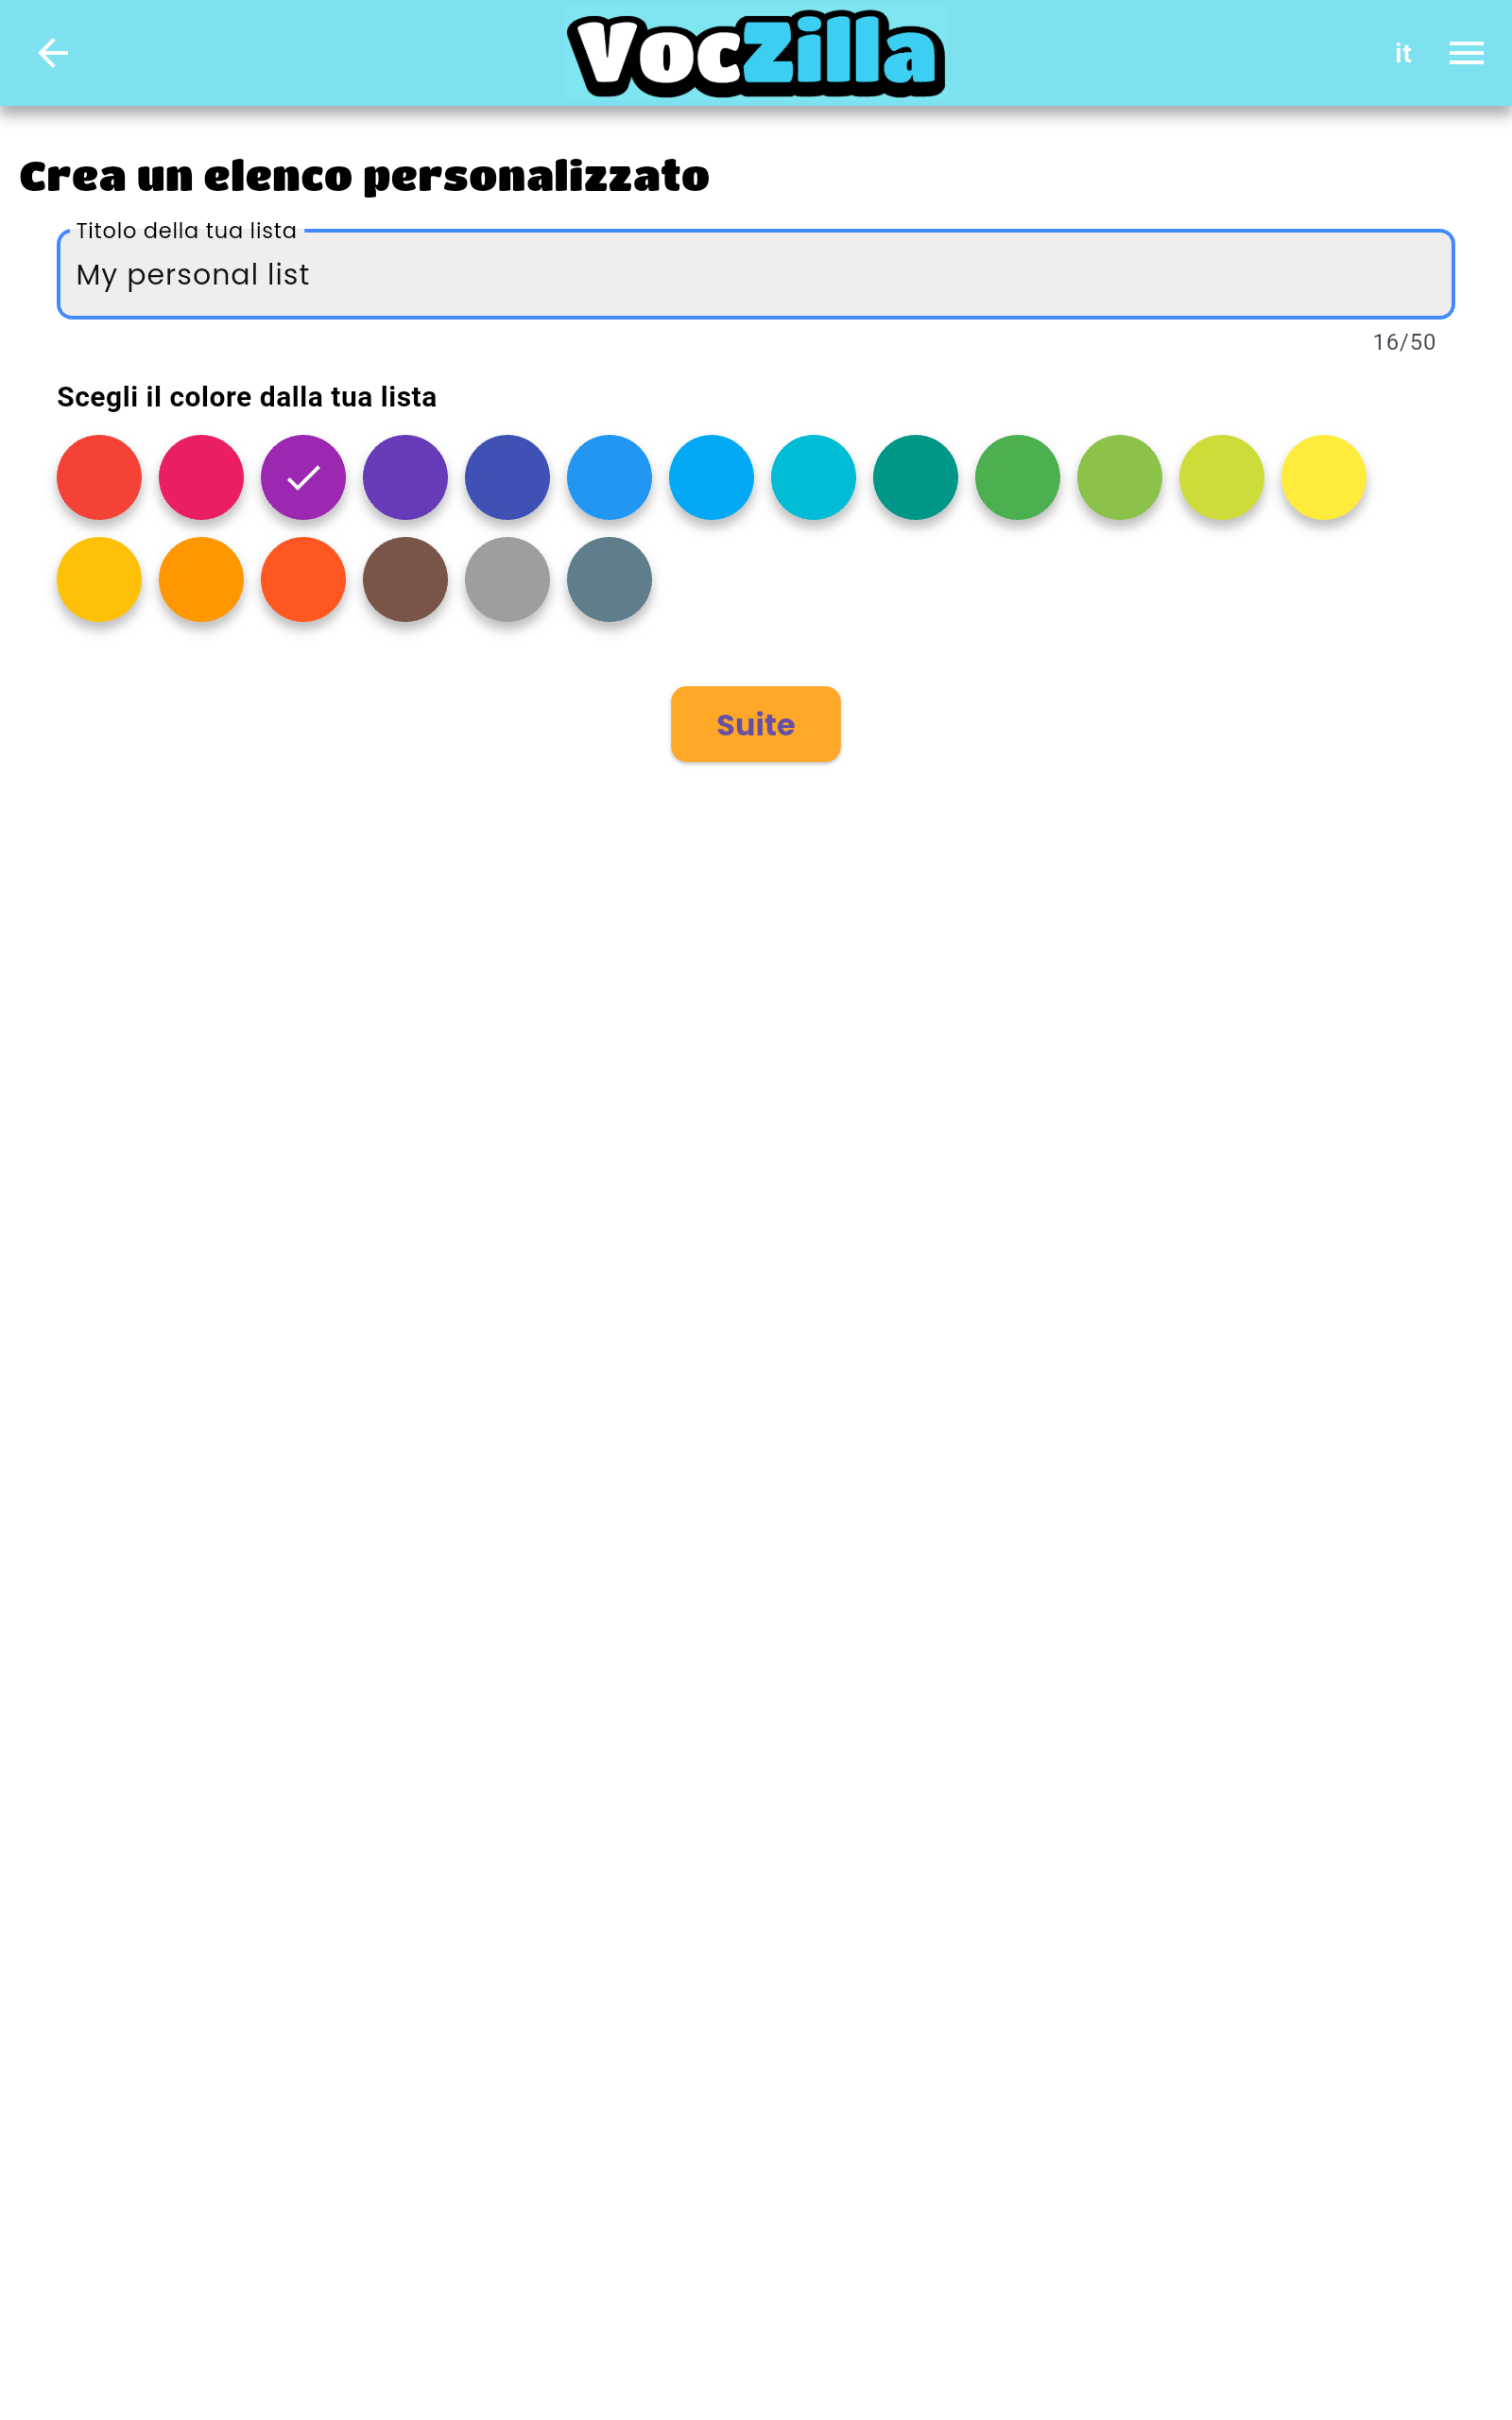 VocZilla
it
Crea un elenco personalizzato
Titolo della tua lista
My personal list
16/50
Scegli il colore dalla tua lista
Suite